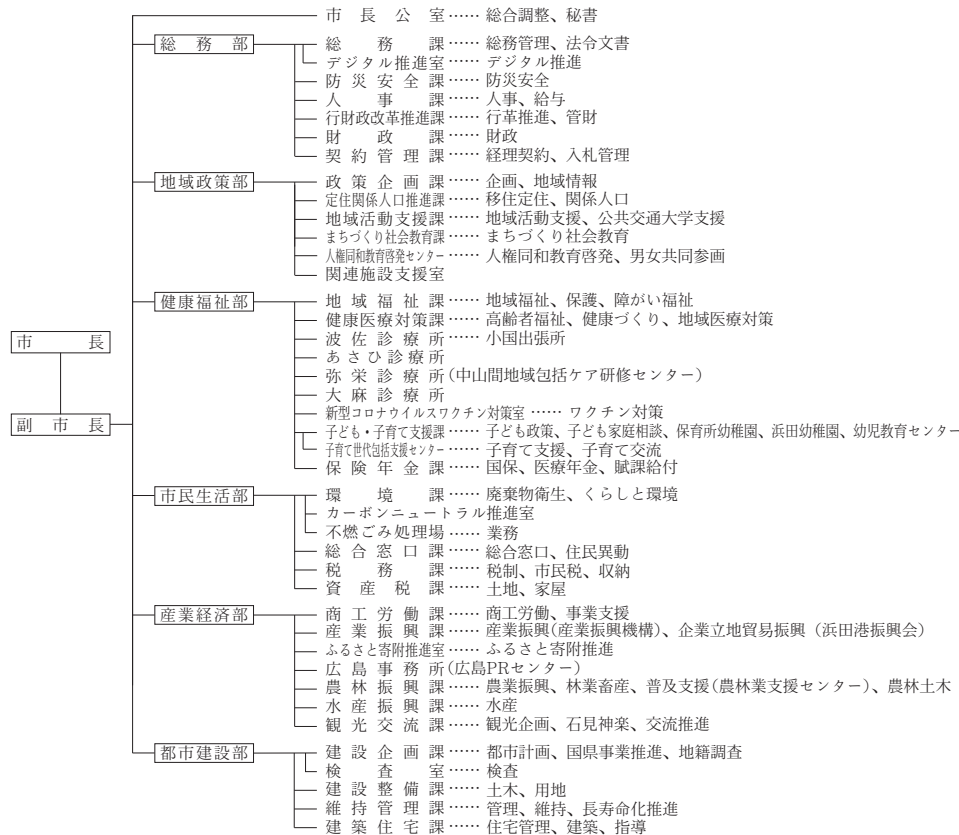 市長公室……総合調整、秘書
総務部
総務課……総務管理、法令文書
デジタル推進室……デジタル推進
防災安全課……防災安全
人事課……人事、給与
行財政改革推進課……行革推進、管財
財政課……財政
契約管理課……経理契約、入札管理
地域政策部
政策企画課……企画、地域情報
定住関係人口推進課……移住定住、関係人口
地域活動支援課……地域活動支援、公共交通大学支援
まちづくり社会教育課……まちづくり社会教育
人権同和教育啓発センター……人権同和教育啓発、男女共同参画
関連施設支援室
健康福祉部
地域福祉課……地域福祉、保護、障がい福祉
健康医療対策課……高齢者福祉、健康づくり、地域医療対策
波佐診療所……小国出張所
あさひ診療所
弥栄診療所(中山間地域包括ケア研修センター)
大麻診療所
新型コロナウイルスワクチン対策室……ワクチン対策
子ども・子育て支援課……子ども政策、子ども家庭相談、保育所幼稚園、浜田幼稚園、幼児教育センター
子育て世代包括支援センター……子育て支援、子育て交流
保険年金課……国保、医療年金、賦課給付
市長
副市長
市民生活部
環境課……廃棄物衛生、くらしと環境
カーボンニュートラル推進室
不燃ごみ処理場……業務
総合窓口課……総合窓口、住民異動
税務課……税制、市民税、収納
資産税課……土地、家屋
産業経済部
商工労働課……商工労働、事業支援
産業振興課……産業振興(産業振興機構)、企業立地貿易振興(浜田港振興会)
ふるさと寄附推進室……ふるさと寄附推進
広島事務所(広島PRセンター)
農林振興課……農業振興、林業畜産、普及支援(農林業支援センター)、農林土木
水産振興課……水産
観光交流課……観光企画、石見神楽、交流推進
都市建設部
建設企画課……都市計画、国県事業推進、地籍調査
検査室……検査
建設整備課……土木、用地
維持管理課……管理、維持、長寿命化推進
建築住宅課……住宅管理、建築、指導